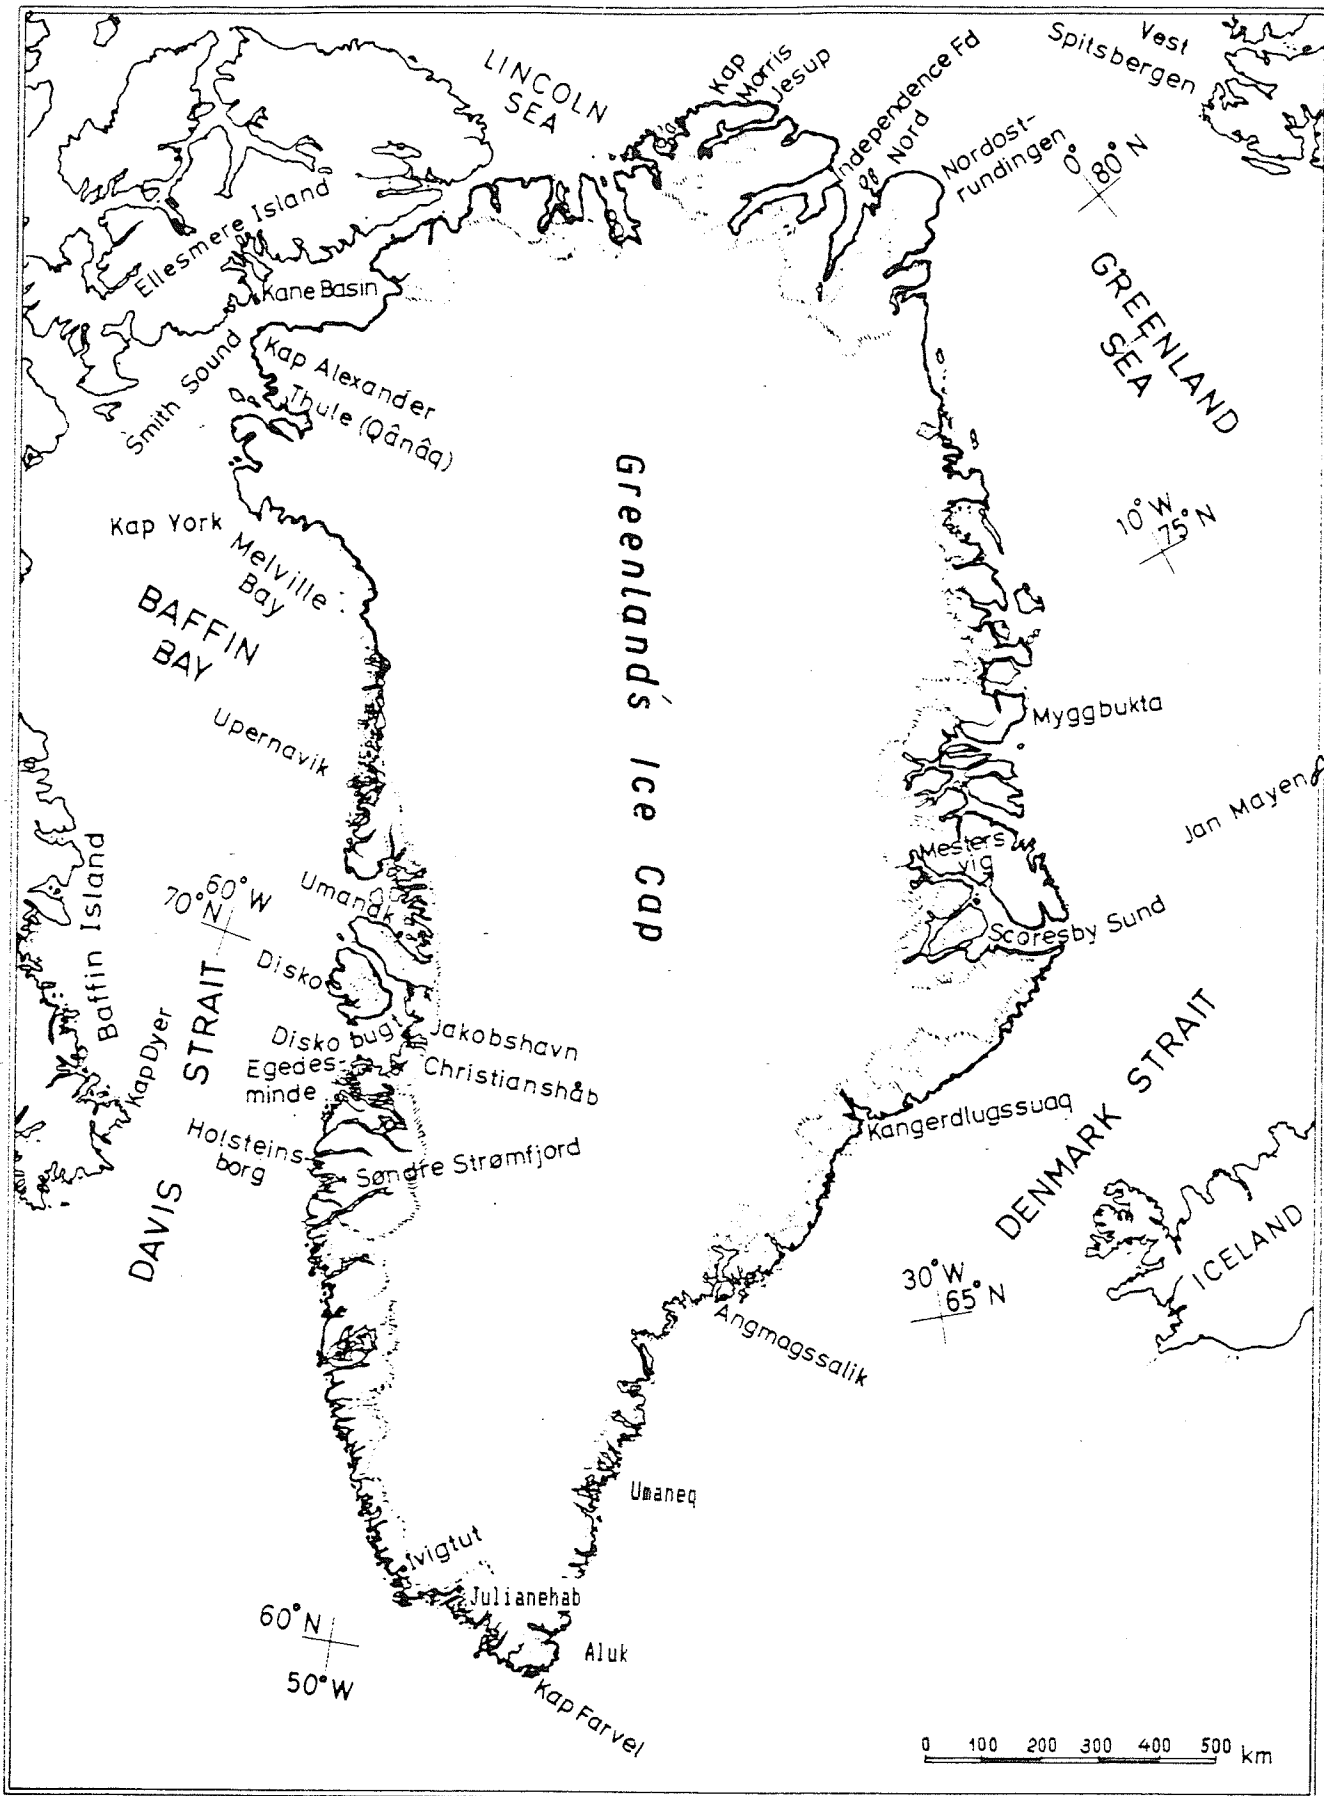 LINCOLN
SEA
Kap
Morris
Jesup
Independence Fd
Nord
Nordost-
rundingen
Vest
Spitsbergen
0°
80° N
Ellesmere Island
Kane Basin
Smith Sound
Kap Alexander
Thule (Qânâq)
GREENLAND
SEA
Kap York
Melville
Bay
BAFFIN
BAY
10° W
75° N
Greenland's Ice Cap
Upernavik
Myggbukta
Jan Mayen
Baffin Island
60° W
70° N
Umanak
Mesters
vig
Scoresby Sund
Disko
Disko bugt
Jakobshavn
Egedes-
minde
Christianshåb
Kap Dyer
DAVIS STRAIT
Holsteins-
borg
Søndre Strømfjord
Kangerdlugssuaq
DENMARK STRAIT
ICELAND
30° W
65° N
Angmagssalik
Umaneq
Ivigtut
Julianehab
60° N
50° W
Aluk
Kap Farvel
0 100 200 300 400 500 km